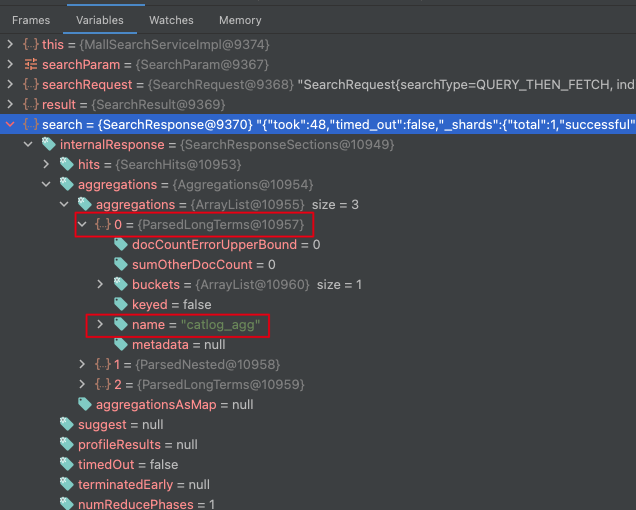 Frames Variables Watches Memory
this = {MallSearchServiceImpl@9374}
searchParam = {SearchParam@9367}
searchRequest = {SearchRequest@9368} "SearchRequest{searchType=QUERY_THEN_FETCH, ind
result = {SearchResult@9369}
search = {SearchResponse@9370} "{"took":48,"timed_out":false,"_shards":{"total":1,"successful"
internalResponse = {SearchResponseSections@10949}
hits = {SearchHits@10953}
aggregations = {Aggregations@10954}
aggregations = {ArrayList@10955} size = 3
0 = {ParsedLongTerms@10957}
docCountErrorUpperBound = 0
sumOtherDocCount = 0
buckets = {ArrayList@10960} size = 1
keyed = false
name = "catlog_agg"
metadata = null
1 = {ParsedNested@10958}
2 = {ParsedLongTerms@10959}
aggregationsAsMap = null
suggest = null
profileResults = null
timedOut = false
terminatedEarly = null
numReducePhases = 1